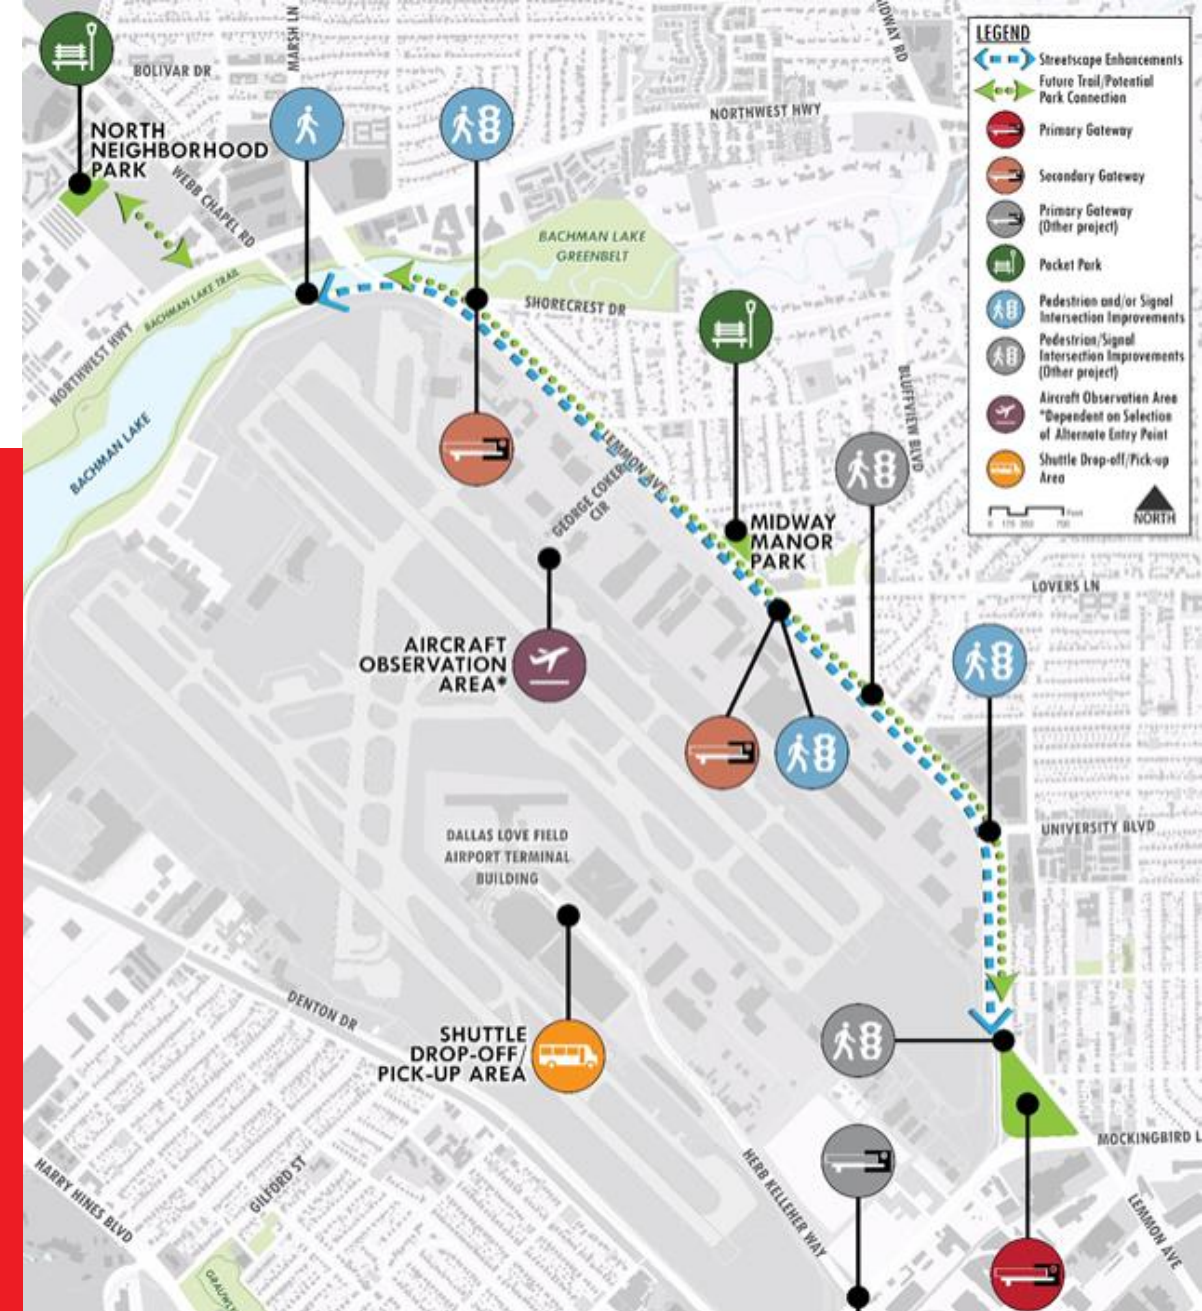 MARSH LN
MIDWAY RD
BOLIVAR DR
NORTHWEST HWY
NORTH
NEIGHBORHOOD
PARK
WEBB CHAPEL RD
BACHMAN LAKE
GREENBELT
SHORECREST DR
BACHMAN LAKE TRAIL
NORTHWEST HWY
BACHMAN LAKE
LEMMON AVE
BLUFFVIEW BLVD
GEORGE COKER
CIR
MIDWAY
MANOR
PARK
LOVERS LN
AIRCRAFT
OBSERVATION
AREA*
DALLAS LOVE FIELD
AIRPORT TERMINAL
BUILDING
UNIVERSITY BLVD
DENTON DR
SHUTTLE
DROP-OFF/
PICK-UP AREA
MOCKINGBIRD L
HARRY HINES BLVD
GILFORD ST
HERB KELLEHER WAY
LEMMON AVE
LEGEND
Streetscape Enhancements
Future Trail/Potential
Park Connection
Primary Gateway
Secondary Gateway
Primary Gateway
(Other project)
Pocket Park
Pedestrian and/or Signal
Intersection Improvements
Pedestrian/Signal
Intersection Improvements
(Other project)
Aircraft Observation Area
*Dependent on Selection
of Alternate Entry Point
Shuttle Drop-off/Pick-up
Area
Feet
NORTH